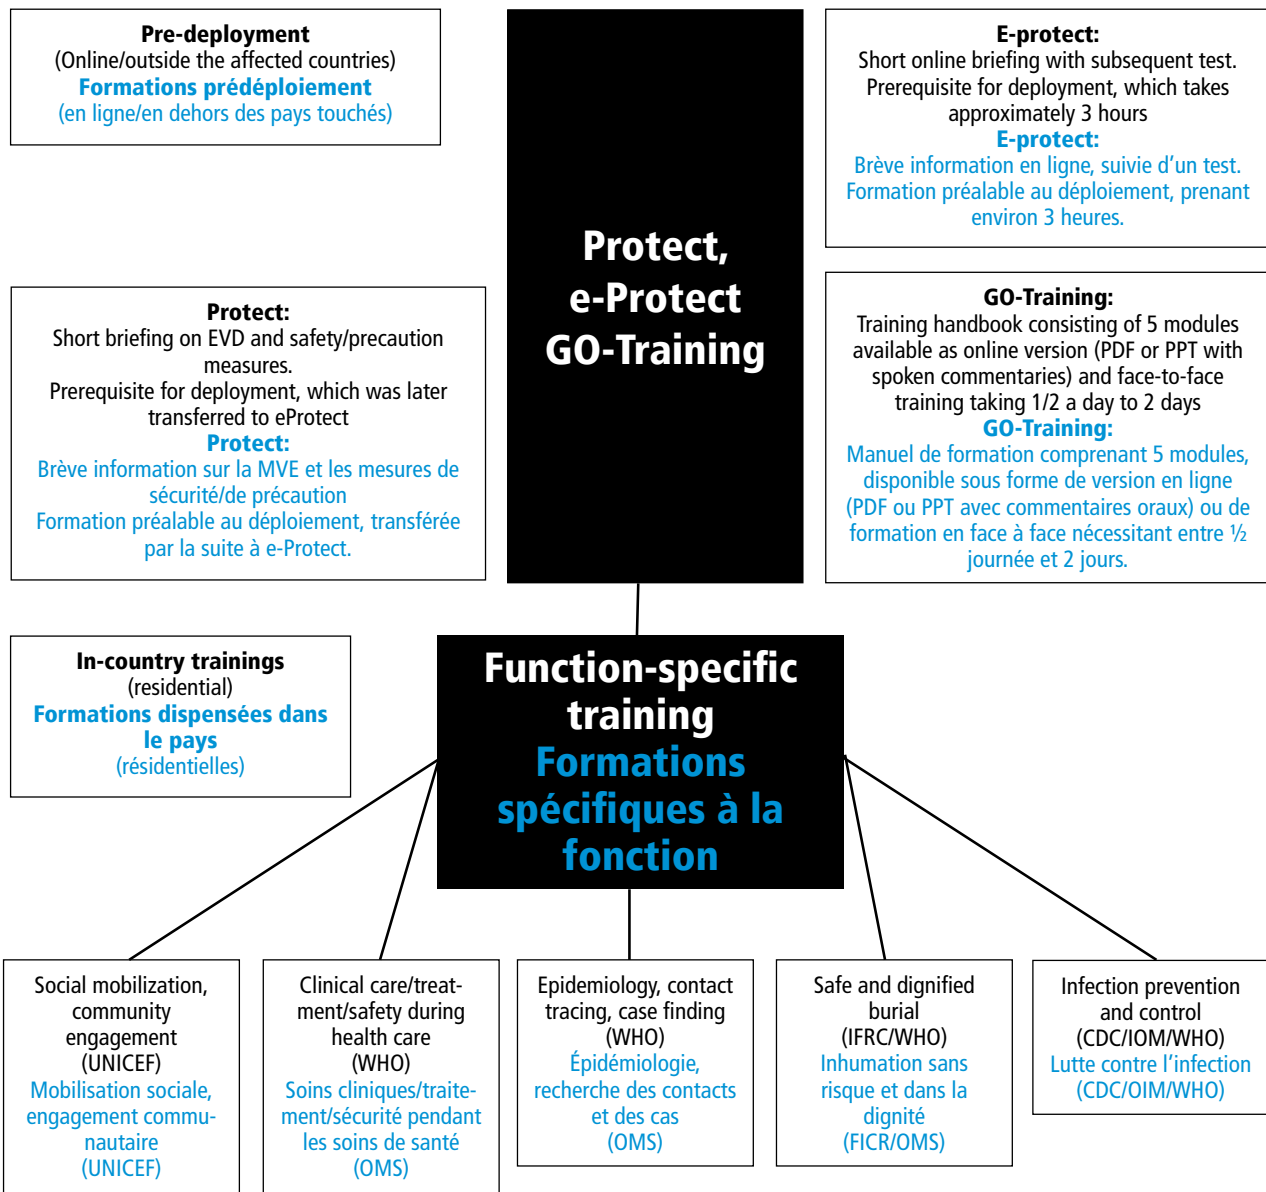 Pre-deployment
(Online/outside the affected countries)
Formations prédéploiement
(en ligne/en dehors des pays touchés)
Protect,
e-Protect
GO-Training
E-protect:
Short online briefing with subsequent test.
Prerequisite for deployment, which takes
approximately 3 hours
E-protect:
Brève information en ligne, suivie d’un test.
Formation préalable au déploiement, prenant
environ 3 heures.
Protect:
Short briefing on EVD and safety/precaution
measures.
Prerequisite for deployment, which was later
transferred to eProtect
Protect:
Brève information sur la MVE et les mesures de
sécurité/de précaution
Formation préalable au déploiement, transférée
par la suite à e-Protect.
GO-Training:
Training handbook consisting of 5 modules
available as online version (PDF or PPT with
spoken commentaries) and face-to-face
training taking 1/2 a day to 2 days
GO-Training:
Manuel de formation comprenant 5 modules,
disponible sous forme de version en ligne
(PDF ou PPT avec commentaires oraux) ou de
formation en face à face nécessitant entre ½
journée et 2 jours.
In-country trainings
(residential)
Formations dispensées dans
le pays
(résidentielles)
Function-specific
training
Formations
spécifiques à la
fonction
Social mobilization,
community
engagement
(UNICEF)
Mobilisation sociale,
engagement commu-
nautaire
(UNICEF)
Clinical care/treat-
ment/safety during
health care
(WHO)
Soins cliniques/traite-
ment/sécurité pendant
les soins de santé
(OMS)
Epidemiology, contact
tracing, case finding
(WHO)
Épidémiologie,
recherche des contacts
et des cas
(OMS)
Safe and dignified
burial
(IFRC/WHO)
Inhumation sans
risque et dans la
dignité
(FICR/OMS)
Infection prevention
and control
(CDC/IOM/WHO)
Lutte contre l’infection
(CDC/OIM/WHO)